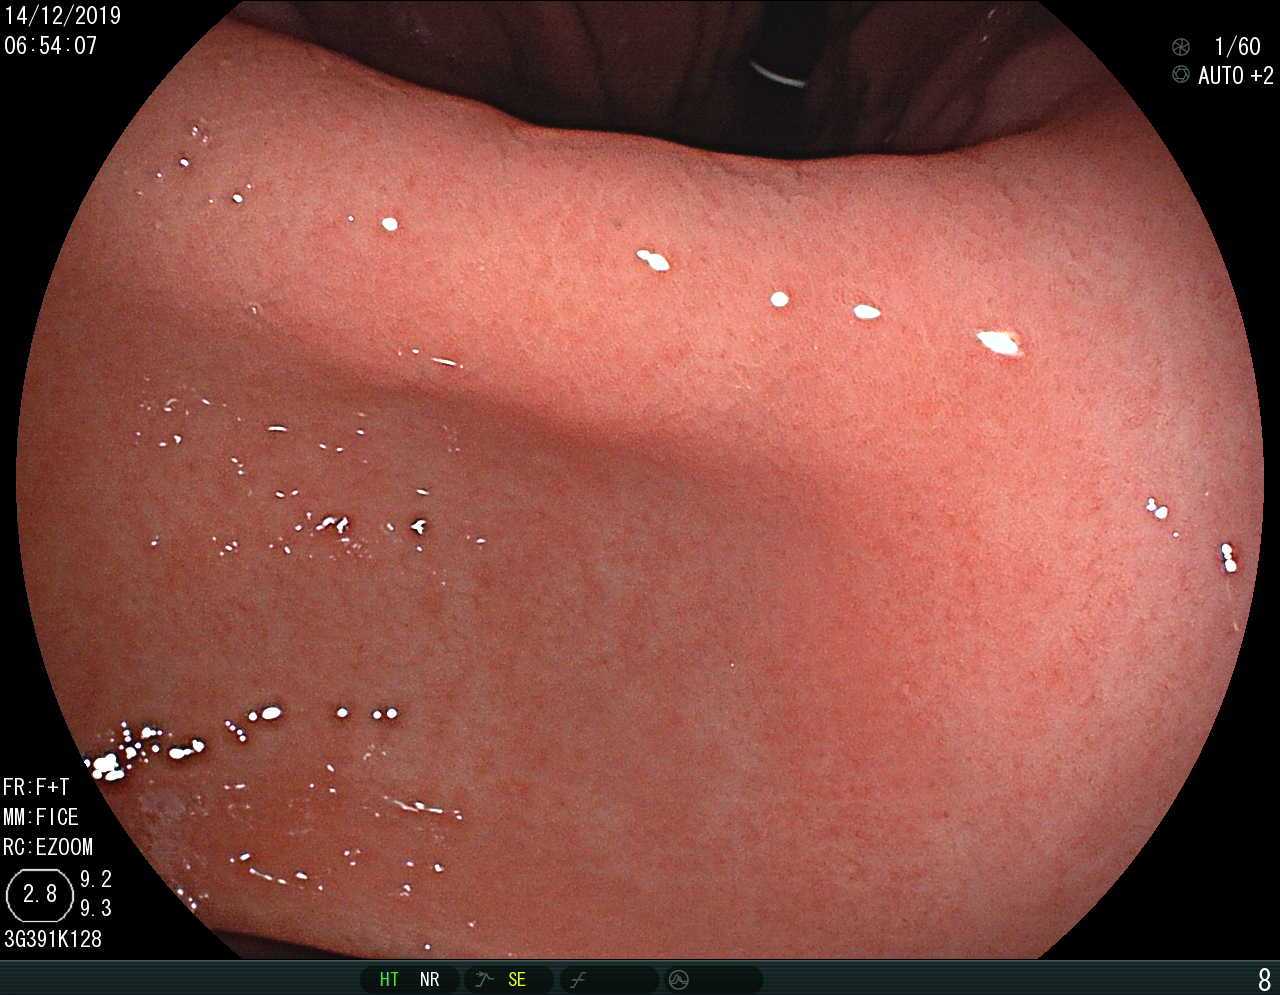 14/12/2019
06:54:07
1/60
AUTO +2
FR:F+T
MM:FICE
RC:EZOOM
2.8
9.2
9.3
3G391K128
HT NR SE
8